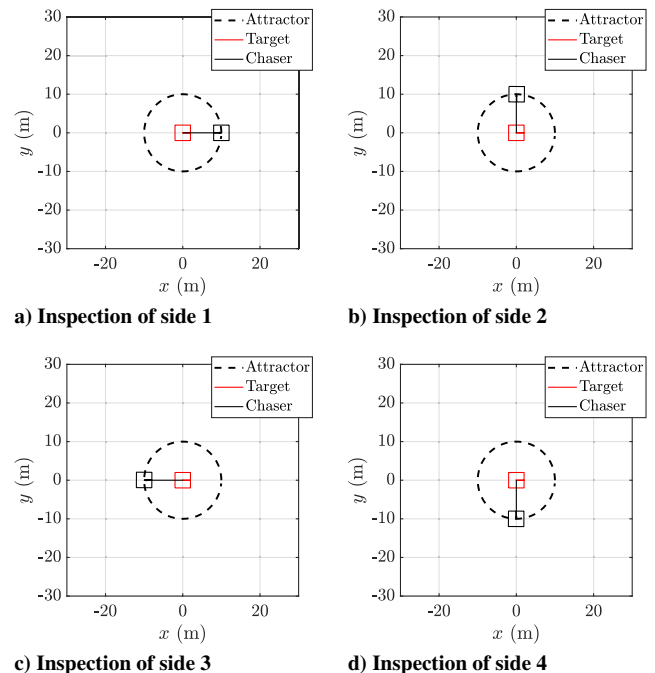 30
20
10
0
-10
-20
-30
y (m)
-20 0 20
x (m)
Attractor
Target
Chaser
a) Inspection of side 1
30
20
10
0
-10
-20
-30
y (m)
-20 0 20
x (m)
Attractor
Target
Chaser
b) Inspection of side 2
30
20
10
0
-10
-20
-30
y (m)
-20 0 20
x (m)
Attractor
Target
Chaser
c) Inspection of side 3
30
20
10
0
-10
-20
-30
y (m)
-20 0 20
x (m)
Attractor
Target
Chaser
d) Inspection of side 4